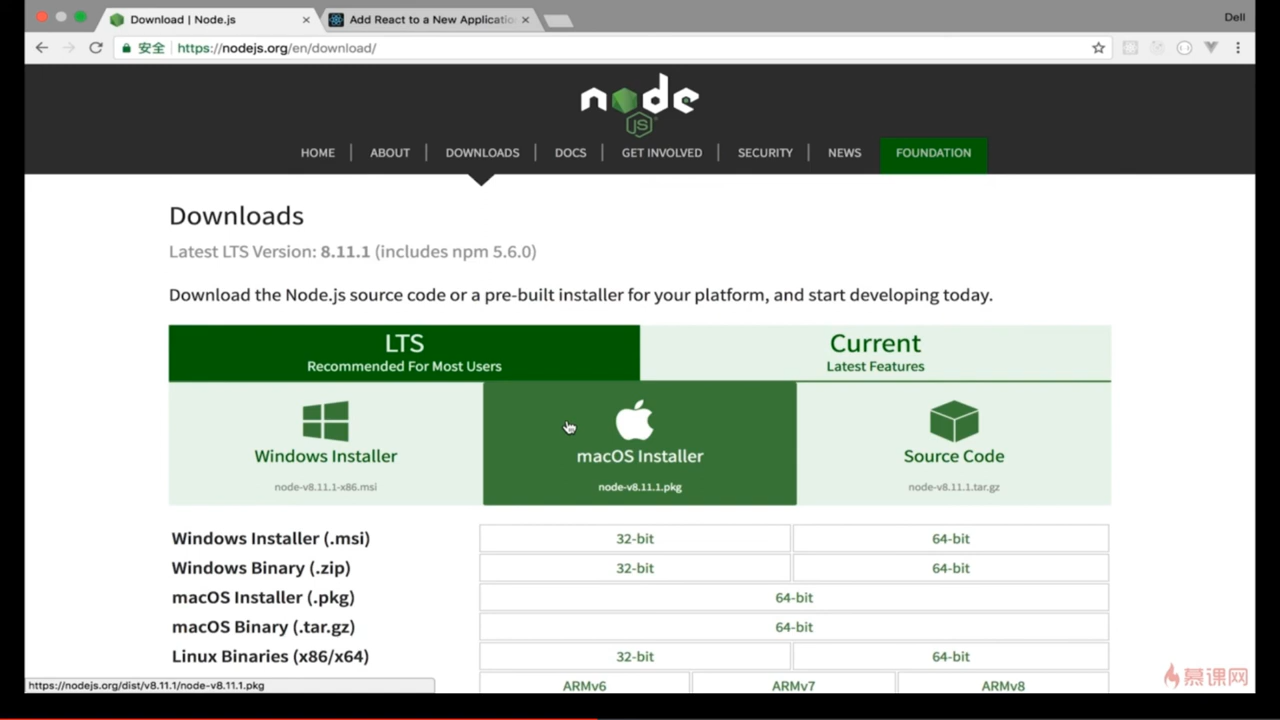 Download | Node.js
Add React to a New Applicatio
Dell
安全 https://nodejs.org/en/download/
node
JS
HOME | ABOUT | DOWNLOADS | DOCS | GET INVOLVED | SECURITY | NEWS FOUNDATION
Downloads
Latest LTS Version: 8.11.1 (includes npm 5.6.0)
Download the Node.js source code or a pre-built installer for your platform, and start developing today.
LTS
Recommended For Most Users
Current
Latest Features
Windows Installer
node-v8.11.1-x86.msi
macOS Installer
node-v8.11.1.pkg
Source Code
node-v8.11.1.tar.gz
Windows Installer (.msi) 32-bit 64-bit
Windows Binary (.zip) 32-bit 64-bit
macOS Installer (.pkg) 64-bit
macOS Binary (.tar.gz) 64-bit
Linux Binaries (x86/x64) 32-bit 64-bit
ARMv6 ARMv7 ARMv8
https://nodejs.org/dist/v8.11.1/node-v8.11.1.pkg
慕课网